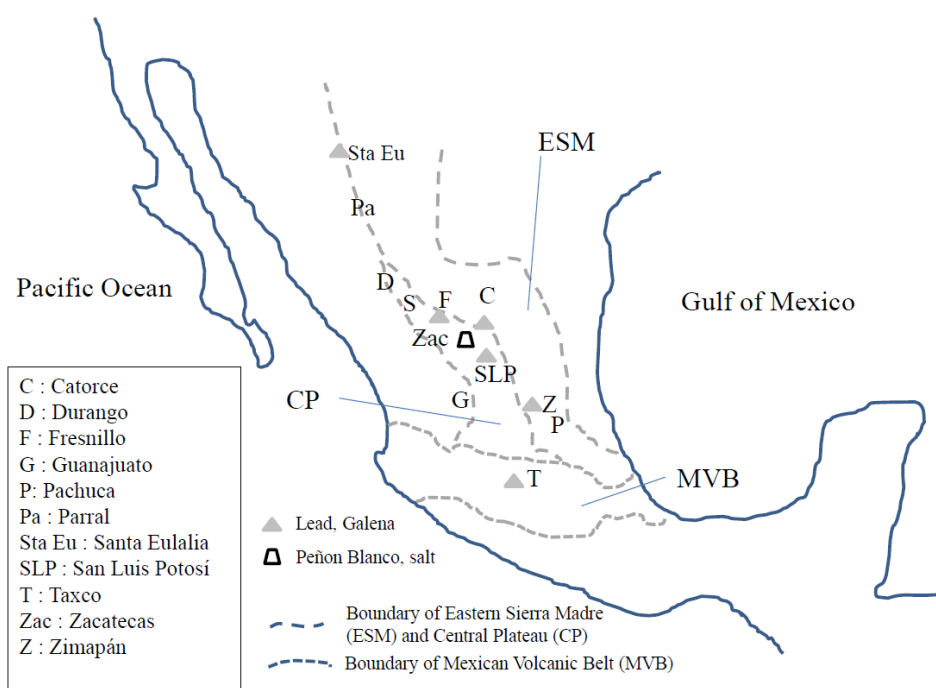 ESM
Sta Eu
Pa
Pacific Ocean
D
S
F
C
Gulf of Mexico
Zac
SLP
CP
G
Z
P
T
MVB
C : Catorce
D : Durango
F : Fresnillo
G : Guanajuato
P: Pachuca
Pa : Parral
Sta Eu : Santa Eulalia
SLP : San Luis Potosí
T : Taxco
Zac : Zacatecas
Z : Zimapán
Lead, Galena
Peñon Blanco, salt
Boundary of Eastern Sierra Madre
(ESM) and Central Plateau (CP)
Boundary of Mexican Volcanic Belt (MVB)